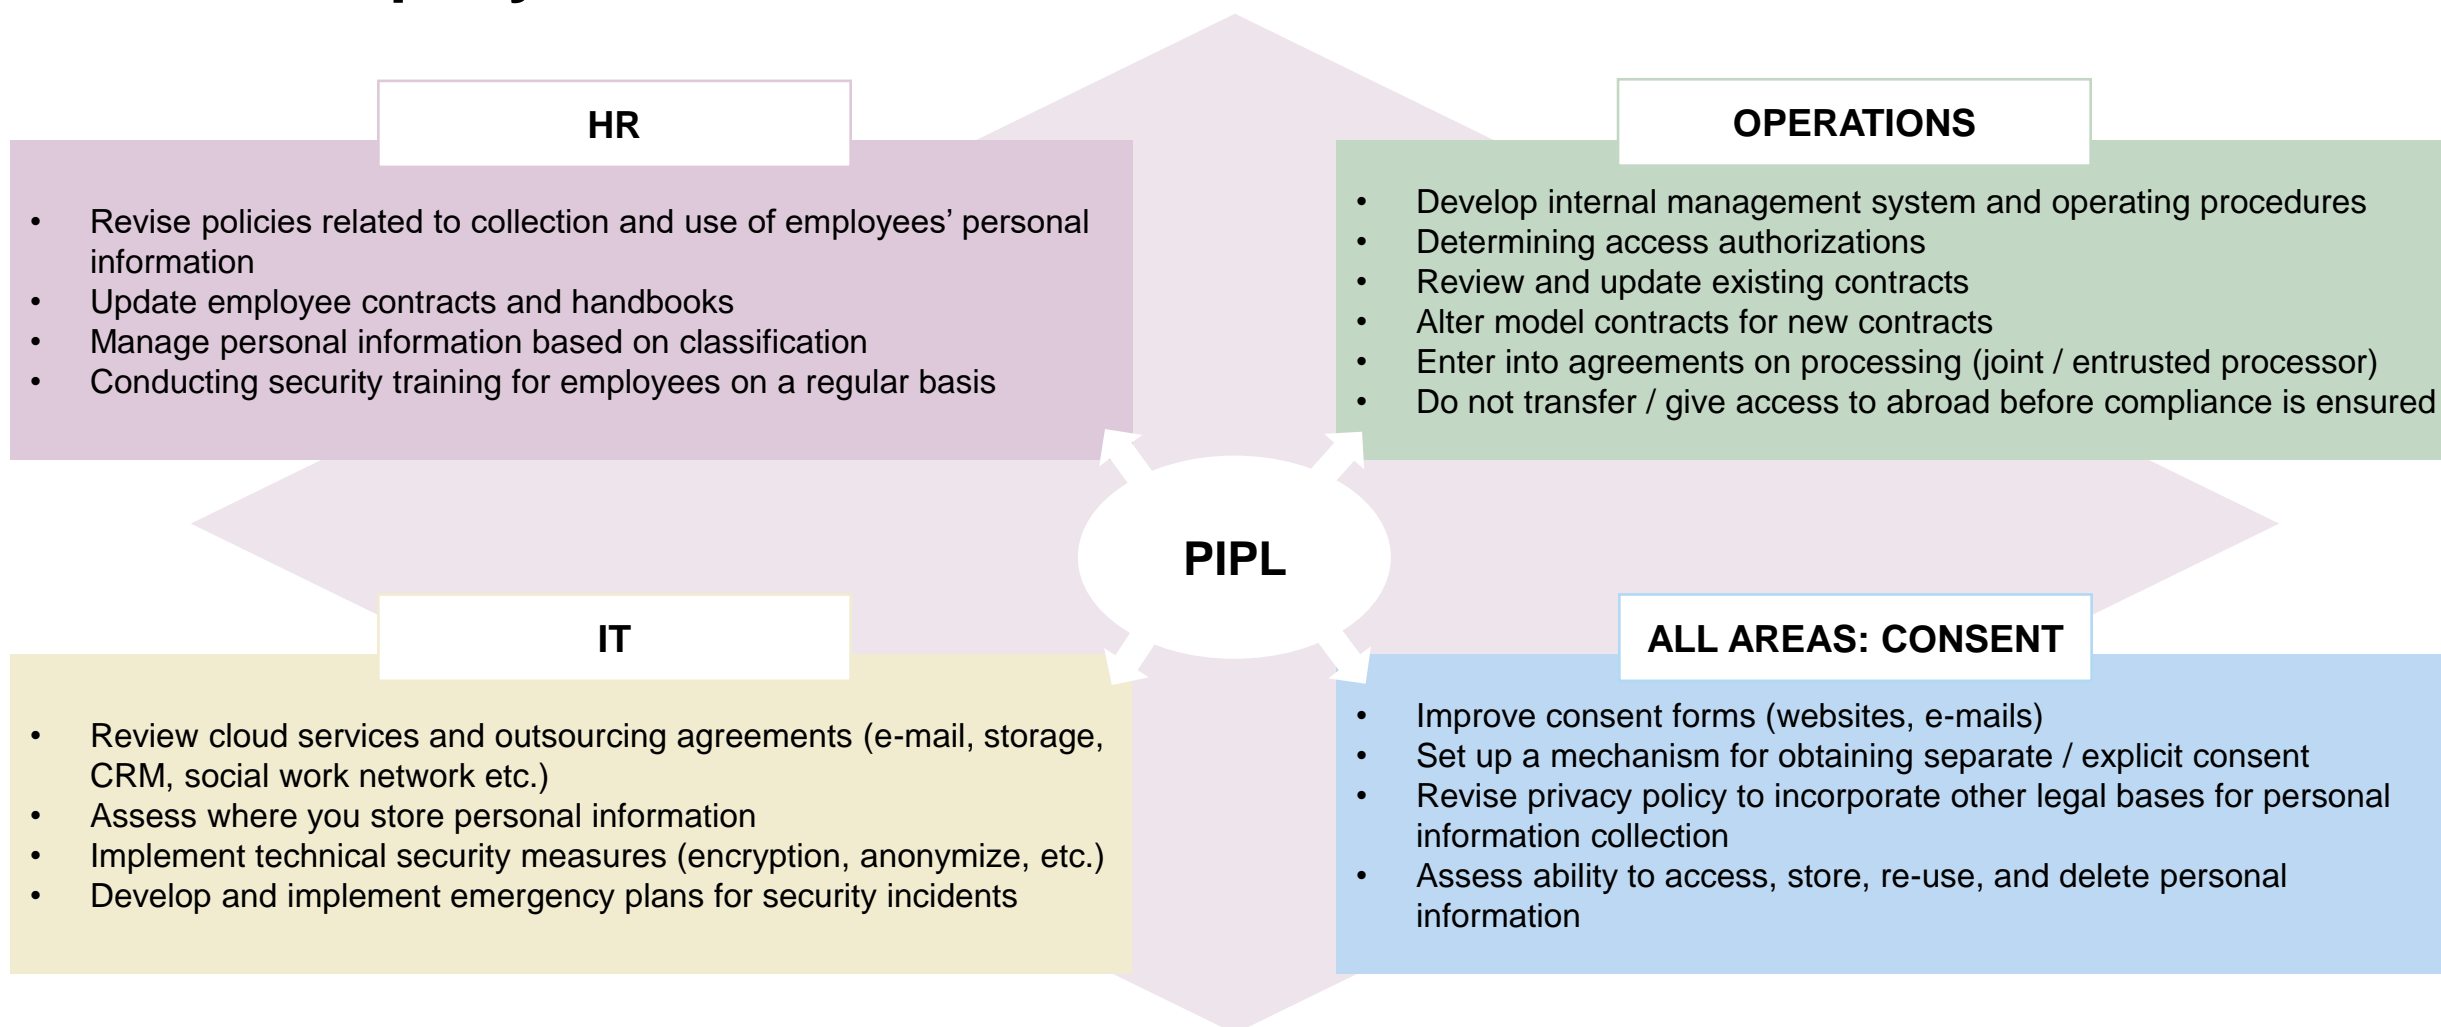 HR
• Revise policies related to collection and use of employees’ personal
information
• Update employee contracts and handbooks
• Manage personal information based on classification
• Conducting security training for employees on a regular basis
OPERATIONS
• Develop internal management system and operating procedures
• Determining access authorizations
• Review and update existing contracts
• Alter model contracts for new contracts
• Enter into agreements on processing (joint / entrusted processor)
• Do not transfer / give access to abroad before compliance is ensured
PIPL
IT
• Review cloud services and outsourcing agreements (e-mail, storage,
CRM, social work network etc.)
• Assess where you store personal information
• Implement technical security measures (encryption, anonymize, etc.)
• Develop and implement emergency plans for security incidents
ALL AREAS: CONSENT
• Improve consent forms (websites, e-mails)
• Set up a mechanism for obtaining separate / explicit consent
• Revise privacy policy to incorporate other legal bases for personal
information collection
• Assess ability to access, store, re-use, and delete personal
information